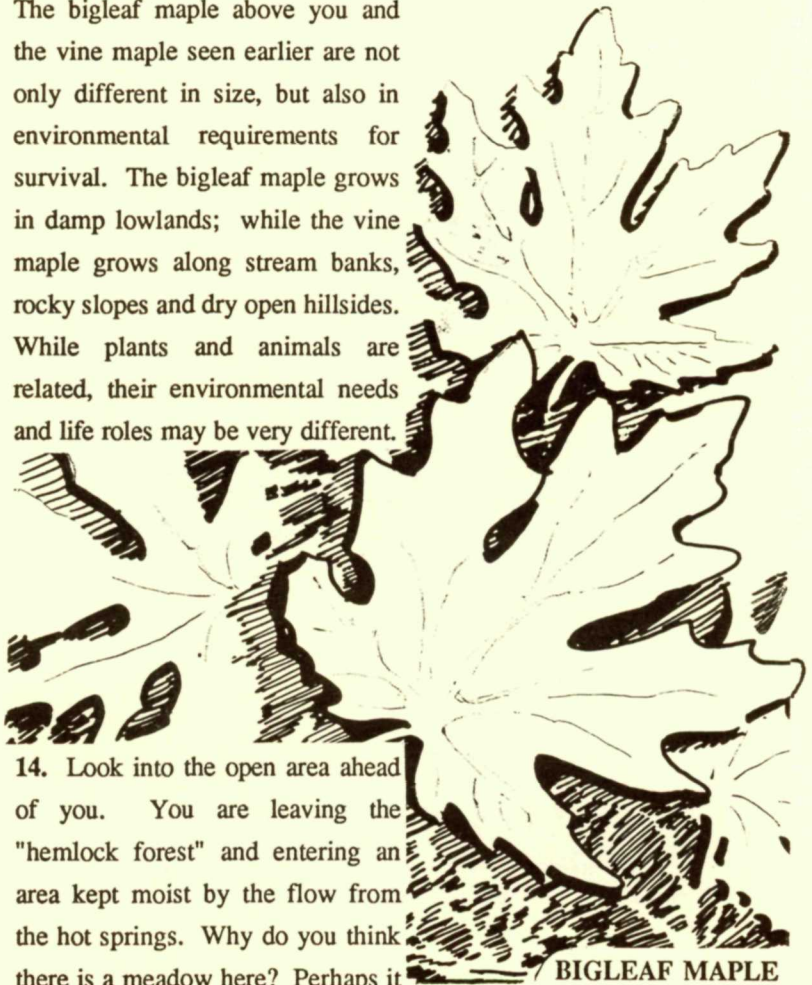 The bigleaf maple above you and
the vine maple seen earlier are not
only different in size, but also in
environmental requirements for
survival. The bigleaf maple grows
in damp lowlands; while the vine
maple grows along stream banks,
rocky slopes and dry open hillsides.
While plants and animals are
related, their environmental needs
and life roles may be very different.
14. Look into the open area ahead
of you. You are leaving the
"hemlock forest" and entering an
area kept moist by the flow from
the hot springs. Why do you think
there is a meadow here? Perhaps it
BIGLEAF MAPLE